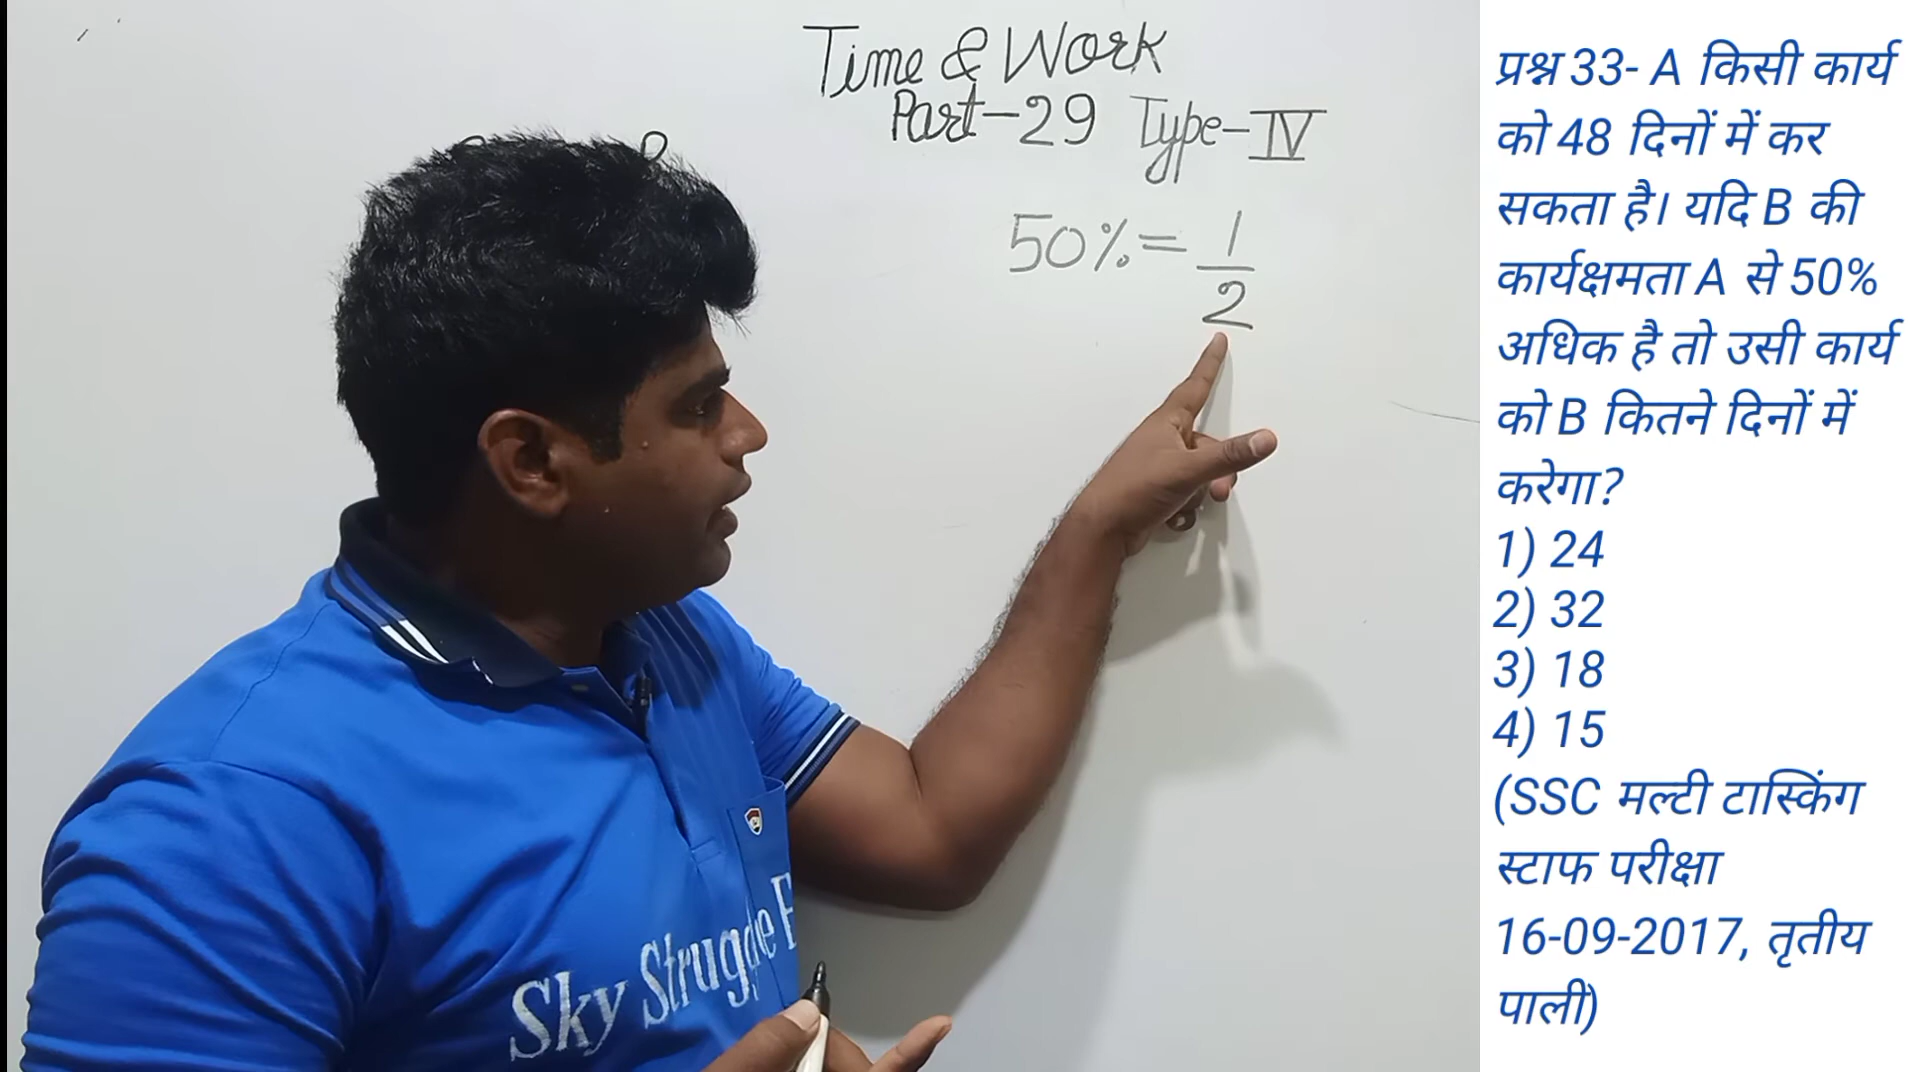 Time & Work
Part-29 Type-IV
50% = 1/2
Sky Struggle
प्रश्न 33- A किसी कार्य
को 48 दिनों में कर
सकता है। यदि B की
कार्यक्षमता A से 50%
अधिक है तो उसी कार्य
को B कितने दिनों में
करेगा?
1) 24
2) 32
3) 18
4) 15
(SSC मल्टी टास्किंग
स्टाफ परीक्षा
16-09-2017, तृतीय
पाली)